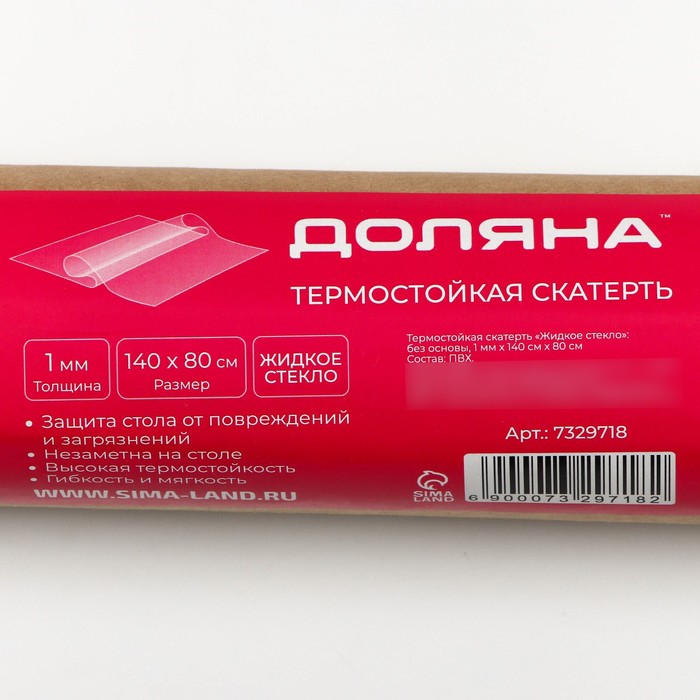 ДОЛЯНА™
ТЕРМОСТОЙКАЯ СКАТЕРТЬ
1 мм
Толщина
140 х 80 см
Размер
ЖИДКОЕ
СТЕКЛО
• Защита стола от повреждений
и загрязнений
• Незаметна на столе
• Высокая термостойкость
• Гибкость и мягкость
WWW.SIMA-LAND.RU
Термостойкая скатерть «Жидкое стекло»:
без основы, 1 мм х 140 см х 80 см
Состав: ПВХ.
Арт.: 7329718
SIMA
LAND
6 900073 297182